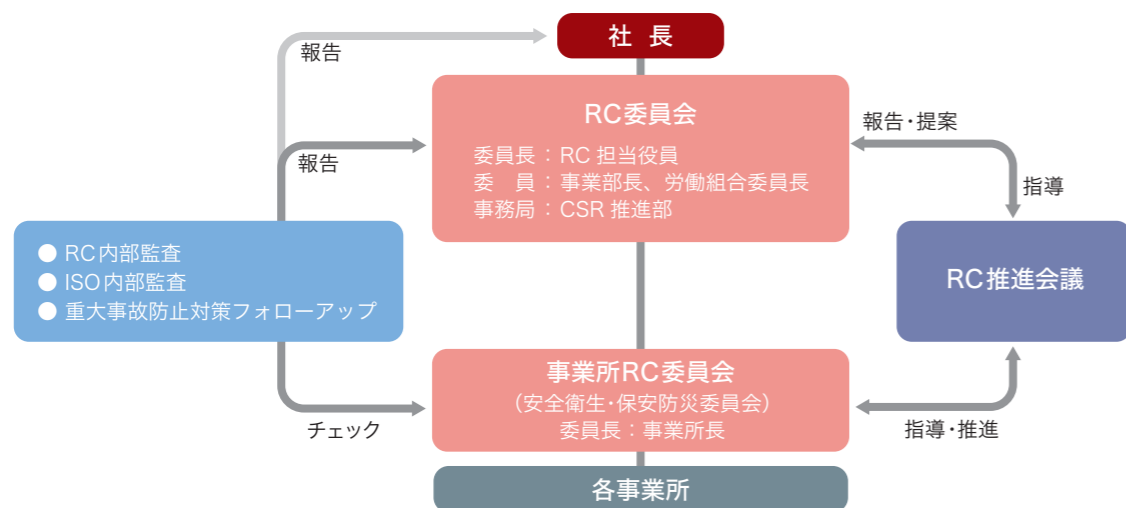 社 長
報告
RC委員会
委員長：RC 担当役員
委　員：事業部長、労働組合委員長
事務局：CSR 推進部
報告
報告･提案
指導
● RC内部監査
● ISO内部監査
● 重大事故防止対策フォローアップ
RC推進会議
事業所RC委員会
（安全衛生･保安防災委員会）
委員長：事業所長
チェック
指導･推進
各事業所